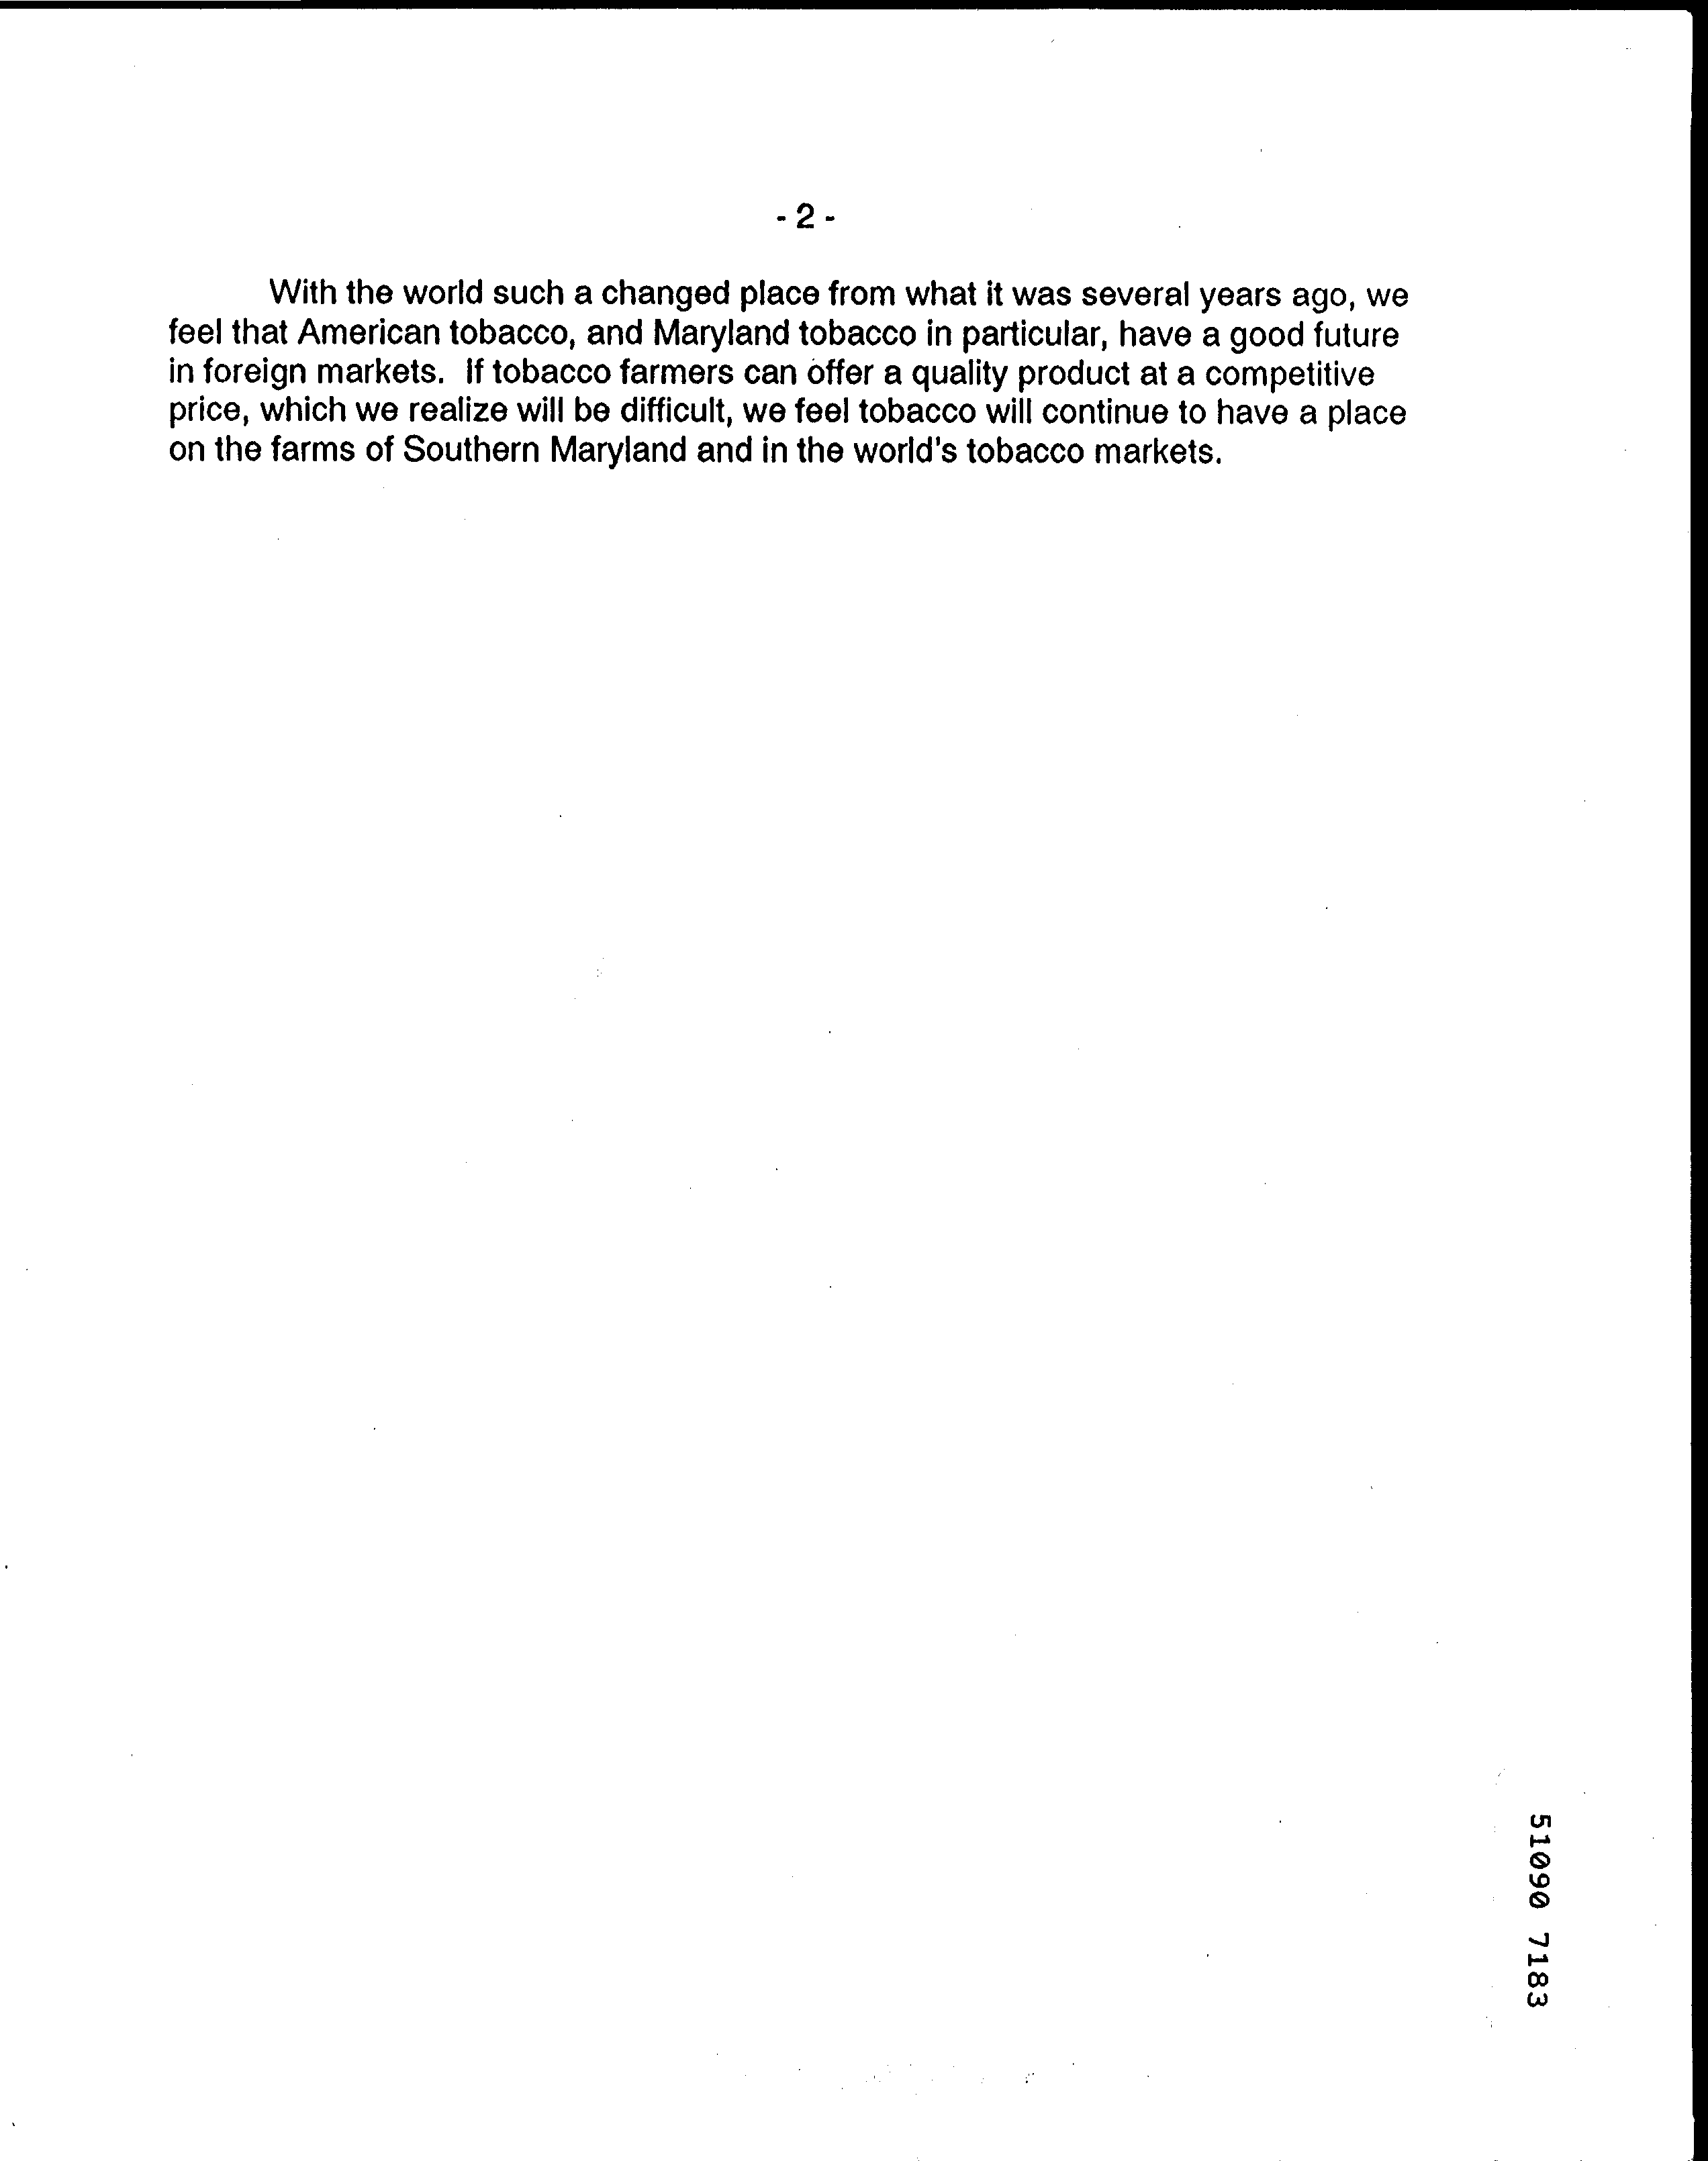 - 2 -
With the world such a changed place from what it was several years ago, we
feel that American tobacco, and Maryland tobacco in particular, have a good future
in foreign markets.  If tobacco farmers can offer a quality product at a competitive
price, which we realize will be difficult, we feel tobacco will continue to have a place
on the farms of Southern Maryland and in the world's tobacco markets.
51090 7183